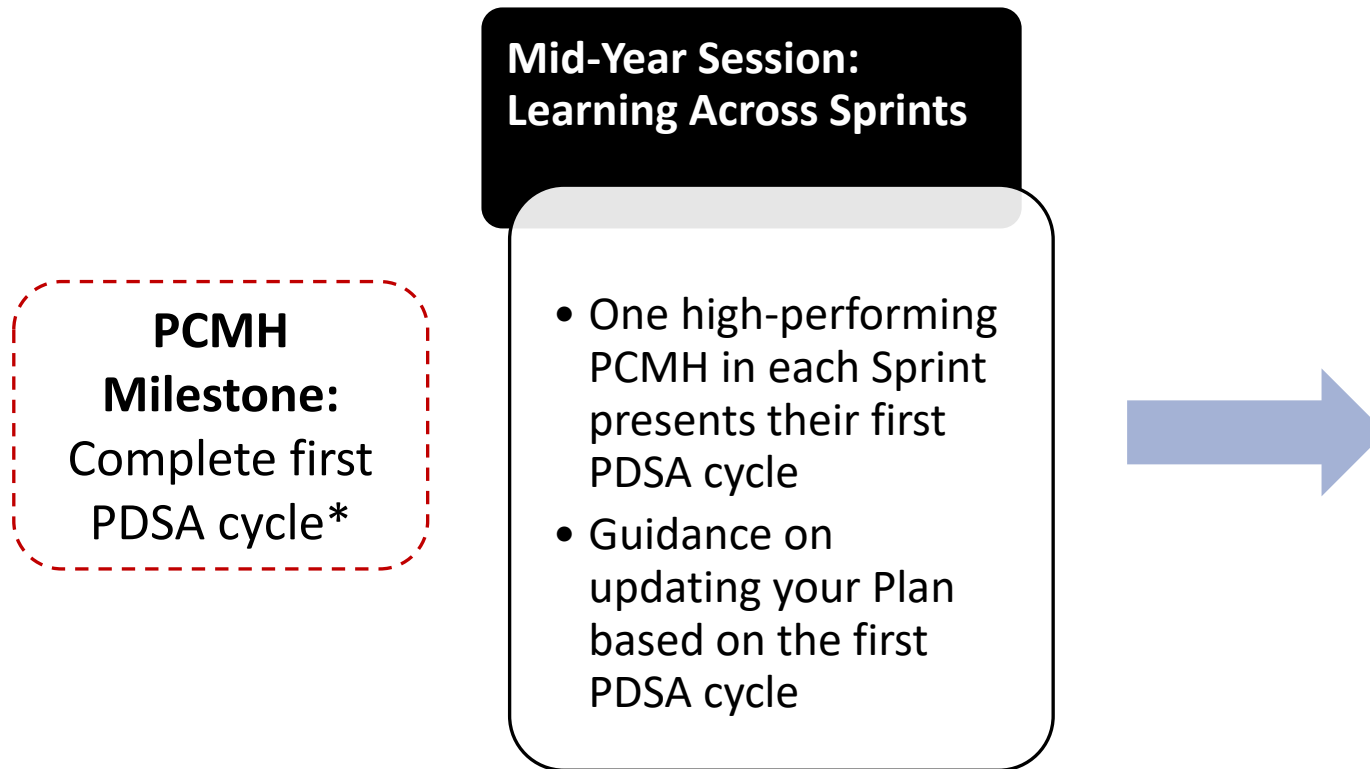 Mid-Year Session:
Learning Across Sprints
PCMH
Milestone:
Complete first
PDSA cycle*
• One high-performing
PCMH in each Sprint
presents their first
PDSA cycle
• Guidance on
updating your Plan
based on the first
PDSA cycle